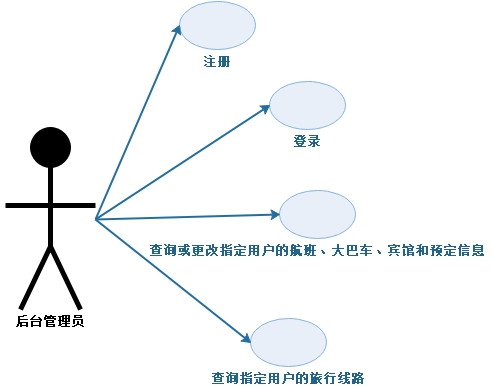 注册
登录
查询或更改指定用户的航班、大巴车、宾馆和预定信息
后台管理员
查询指定用户的旅行线路